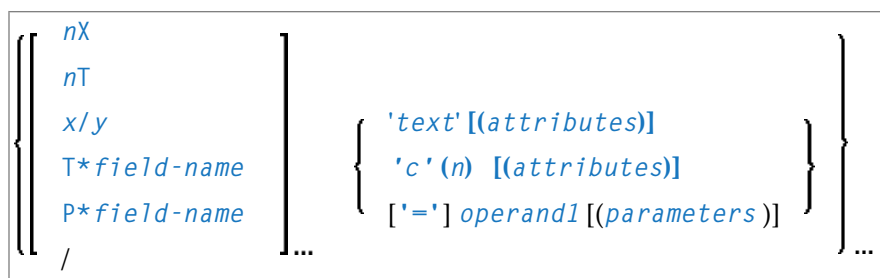 nX
nT
x/y
'text' [(attributes)]
T*field-name
'c' (n) [(attributes)]
P*field-name
['='] operand1 [(parameters )]
...
/
...